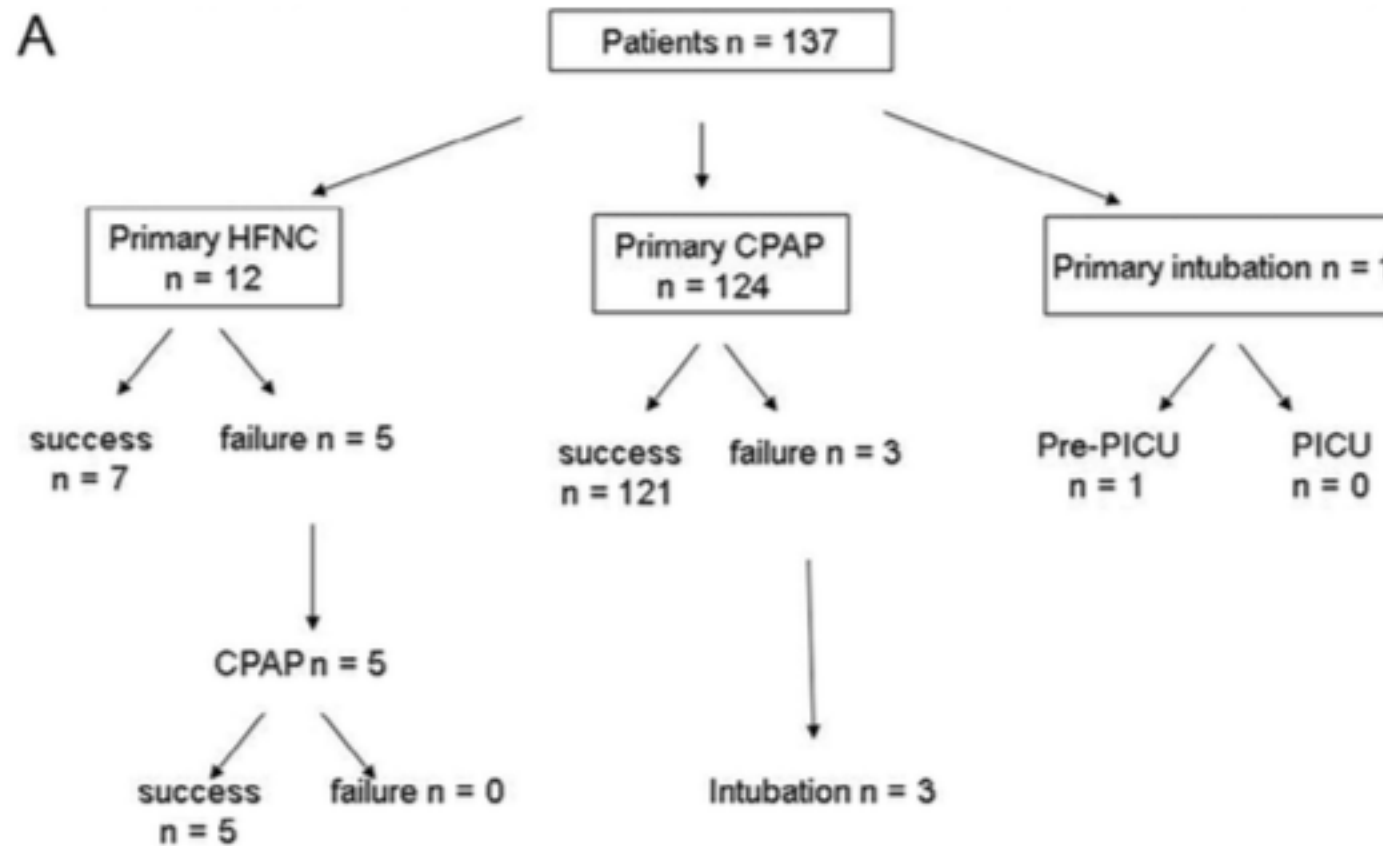 A
Patients n = 137
Primary HFNC
n = 12
Primary CPAP
n = 124
Primary intubation n = 1
success
n = 7
failure n = 5
success
n = 121
failure n = 3
Pre-PICU
n = 1
PICU
n = 0
CPAP n = 5
success
n = 5
failure n = 0
Intubation n = 3